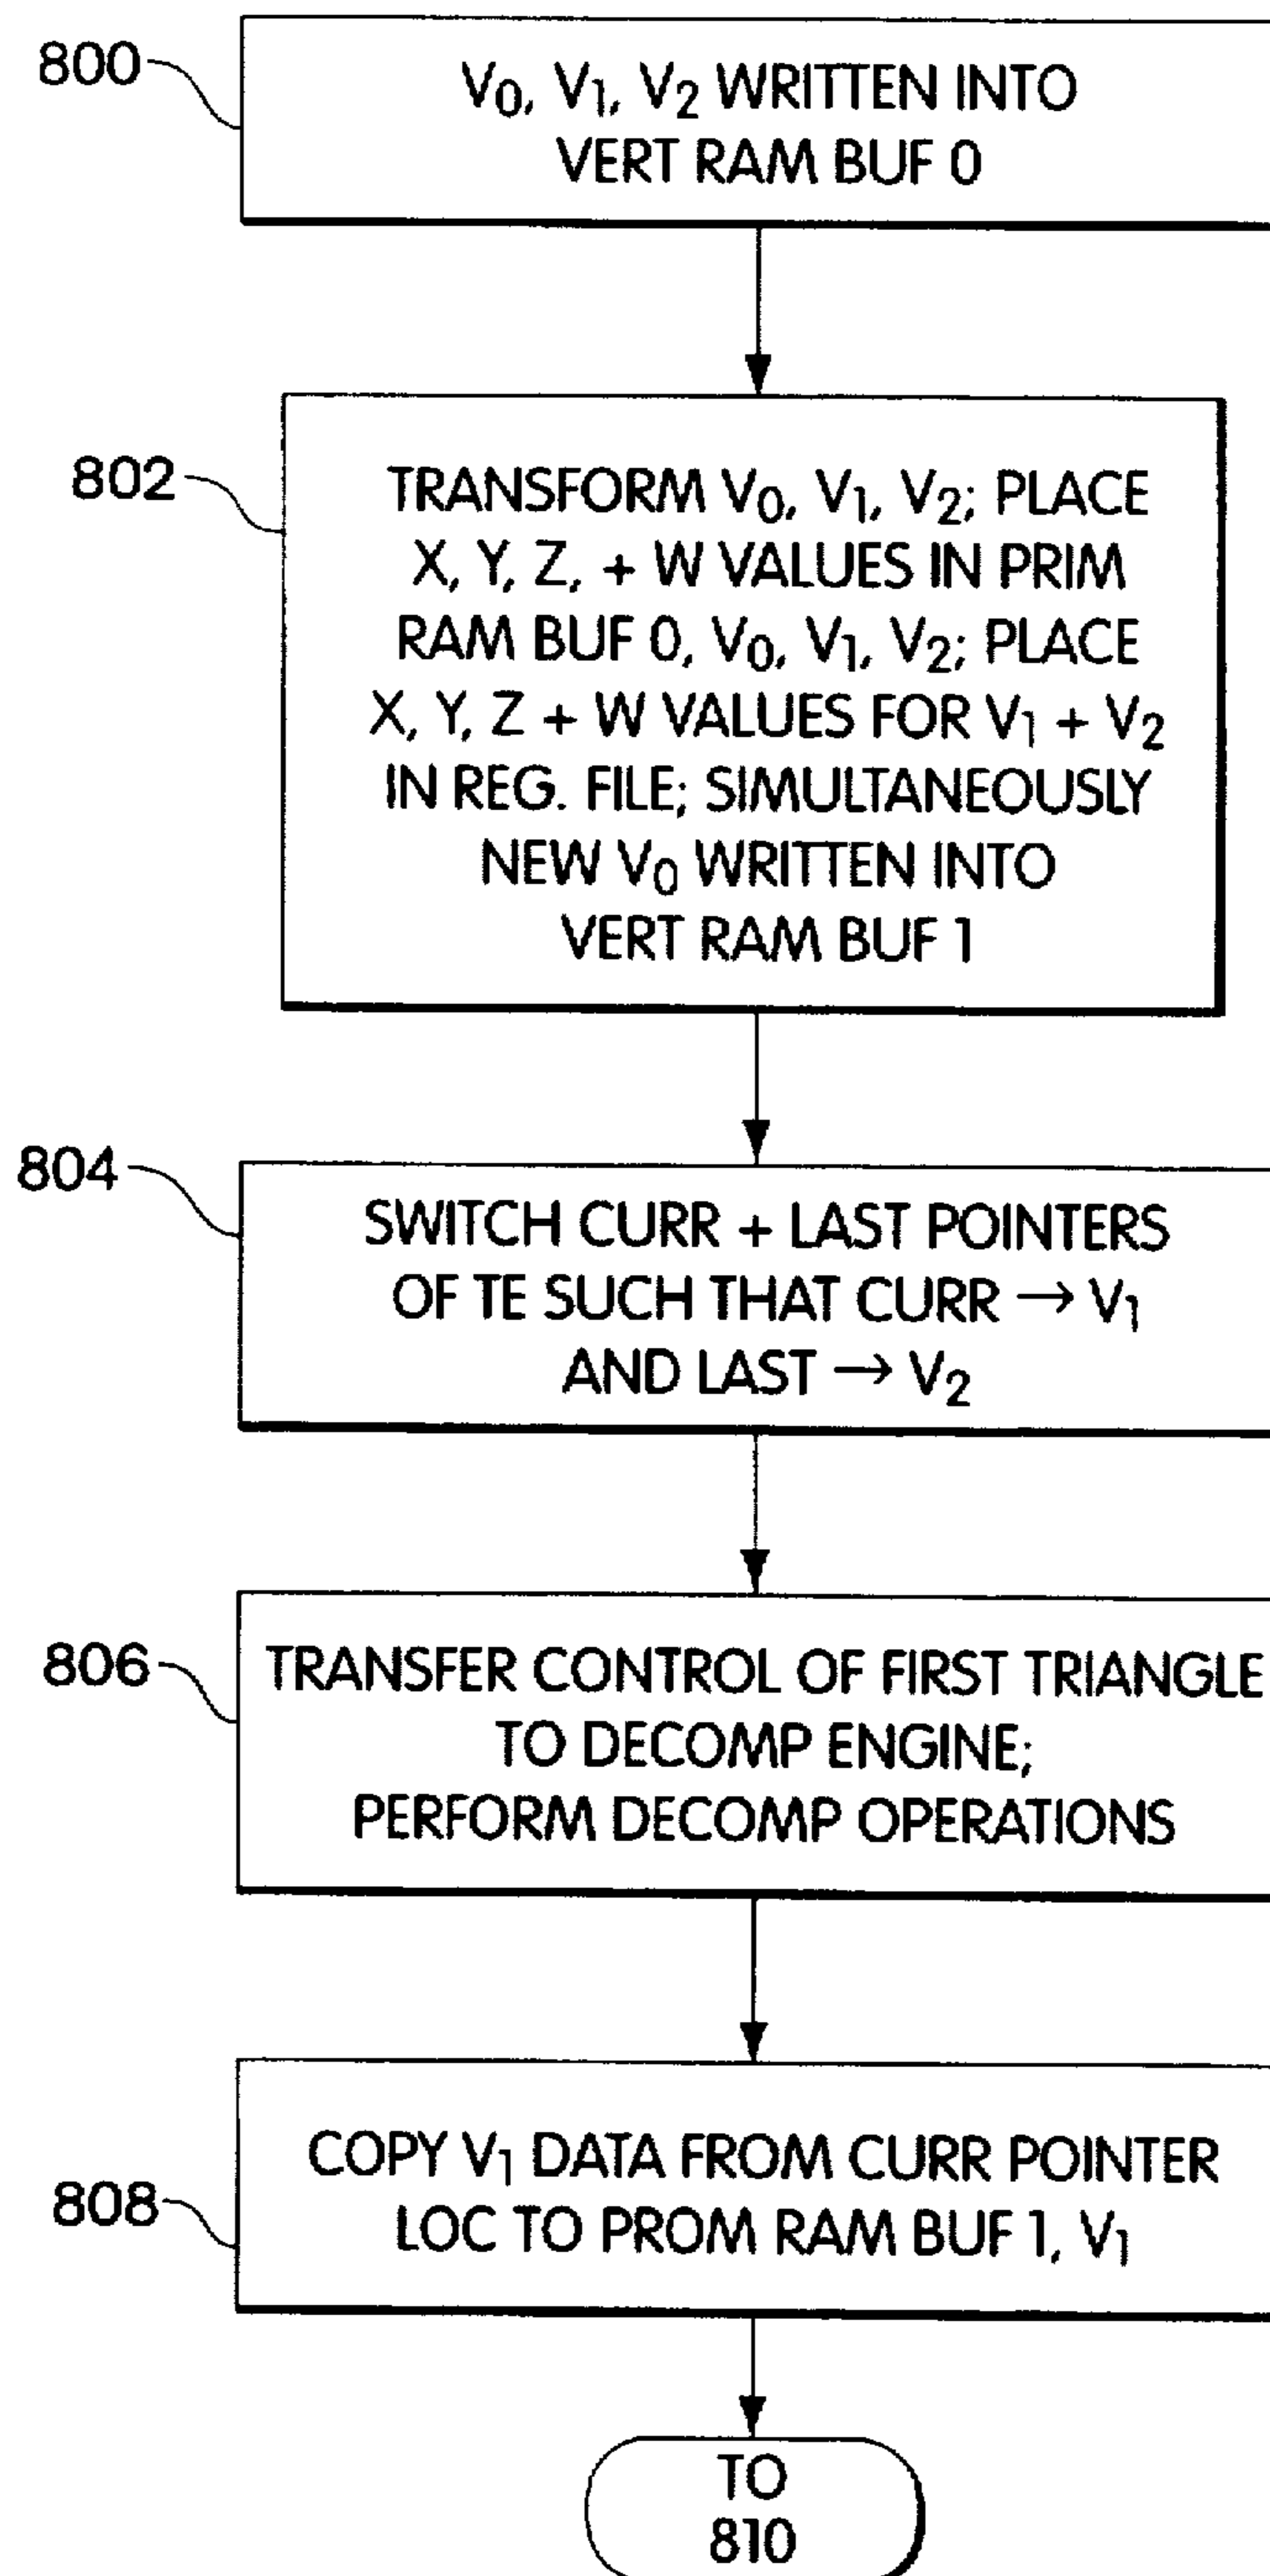 800
V0, V1, V2 WRITTEN INTO
VERT RAM BUF 0
802
TRANSFORM V0, V1, V2; PLACE
X, Y, Z, + W VALUES IN PRIM
RAM BUF 0, V0, V1, V2; PLACE
X, Y, Z + W VALUES FOR V1 + V2
IN REG. FILE; SIMULTANEOUSLY
NEW V0 WRITTEN INTO
VERT RAM BUF 1
804
SWITCH CURR + LAST POINTERS
OF TE SUCH THAT CURR → V1
AND LAST → V2
806
TRANSFER CONTROL OF FIRST TRIANGLE
TO DECOMP ENGINE;
PERFORM DECOMP OPERATIONS
808
COPY V1 DATA FROM CURR POINTER
LOC TO PROM RAM BUF 1, V1
TO
810